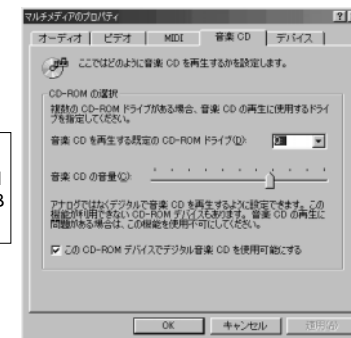 マルチメディアのプロパティ
オーディオ ビデオ MIDI 音楽 CD デバイス
ここではどのように音楽 CD を再生するかを設定します。
CD-ROM の選択
複数の CD-ROM ドライブがある場合、音楽 CD の再生に使用するドライ
ブを指定してください。
音楽 CD を再生する既定の CD-ROM ドライブ(D):
音楽 CD の音量(C):
アナログではなくデジタルで音楽 CD を再生するように設定できます。この
機能が利用できない CD-ROM デバイスもあります。音楽 CD の再生に
問題がある場合は、この機能を使用不可にしてください。
この CD-ROM デバイスでデジタル音楽 CD を使用可能にする
OK キャンセル 適用(A)